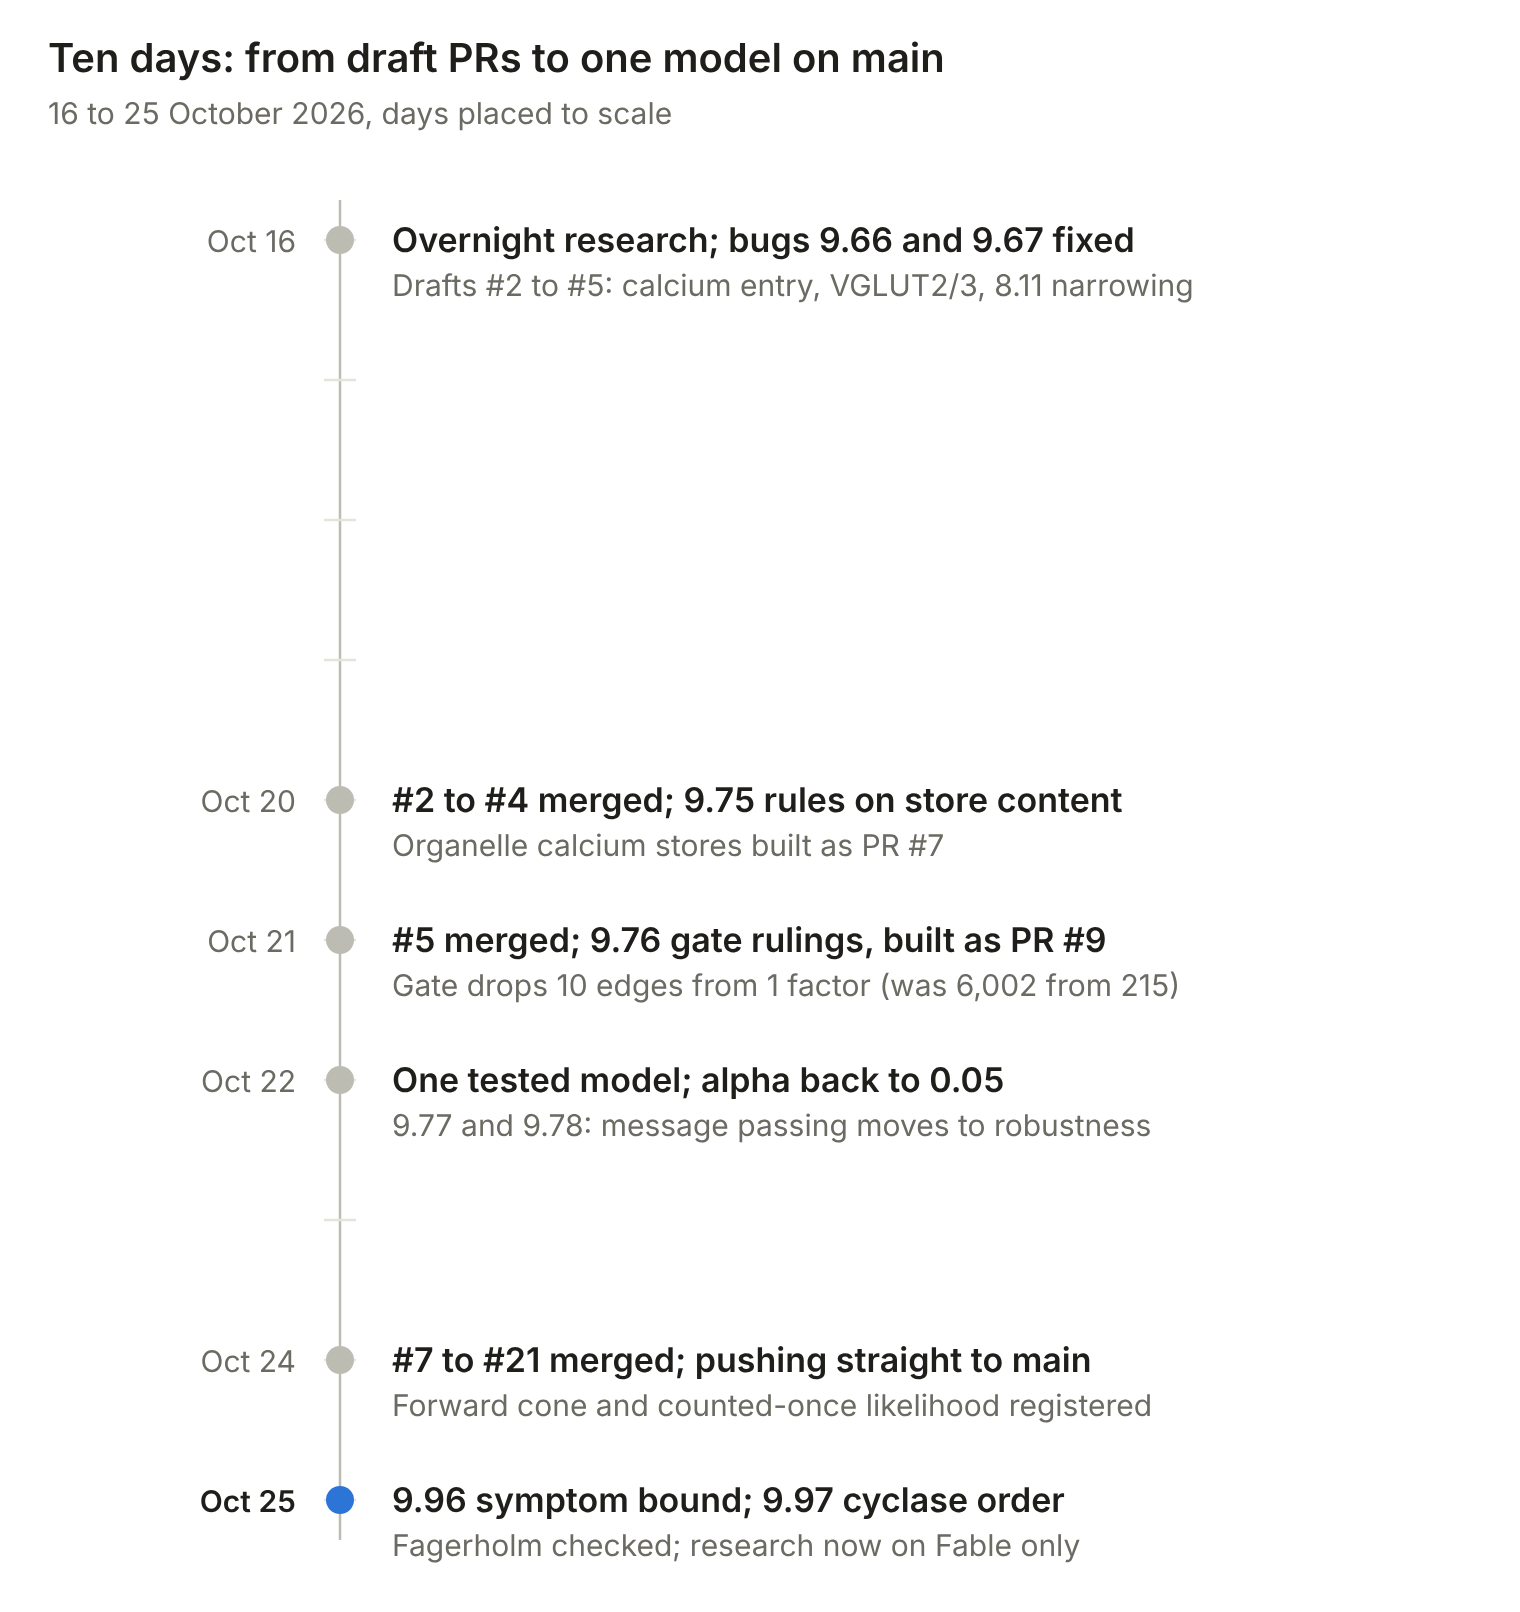 Ten days: from draft PRs to one model on main
16 to 25 October 2026, days placed to scale
Oct 16
Overnight research; bugs 9.66 and 9.67 fixed
Drafts #2 to #5: calcium entry, VGLUT2/3, 8.11 narrowing
Oct 20
#2 to #4 merged; 9.75 rules on store content
Organelle calcium stores built as PR #7
Oct 21
#5 merged; 9.76 gate rulings, built as PR #9
Gate drops 10 edges from 1 factor (was 6,002 from 215)
Oct 22
One tested model; alpha back to 0.05
9.77 and 9.78: message passing moves to robustness
Oct 24
#7 to #21 merged; pushing straight to main
Forward cone and counted-once likelihood registered
Oct 25
9.96 symptom bound; 9.97 cyclase order
Fagerholm checked; research now on Fable only